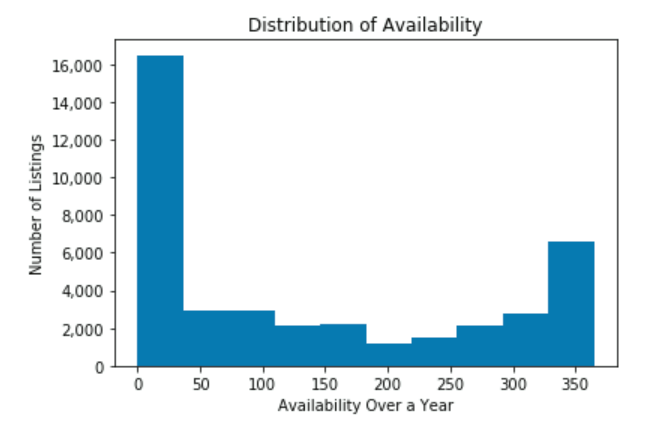 Distribution of Availability
16,000
14,000
12,000
10,000
8,000
6,000
4,000
2,000
0
Number of Listings
0 50 100 150 200 250 300 350
Availability Over a Year